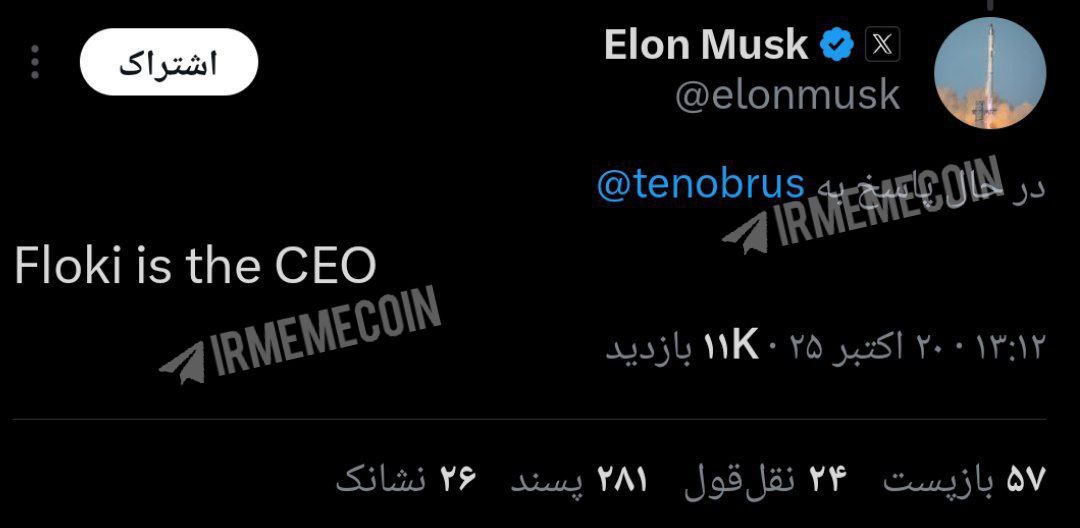 Elon Musk
اشتراک
@elonmusk
در حال پاسخ به @tenobrus
IRMEMECOIN
Floki is the CEO
IRMEMECOIN
۱۳:۱۲ · ۲۰ اکتبر ۲۵ · ۱۱K بازدید
۵۷ بازپست ۲۴ نقل‌قول ۲۸۱ پسند ۲۶ نشانک